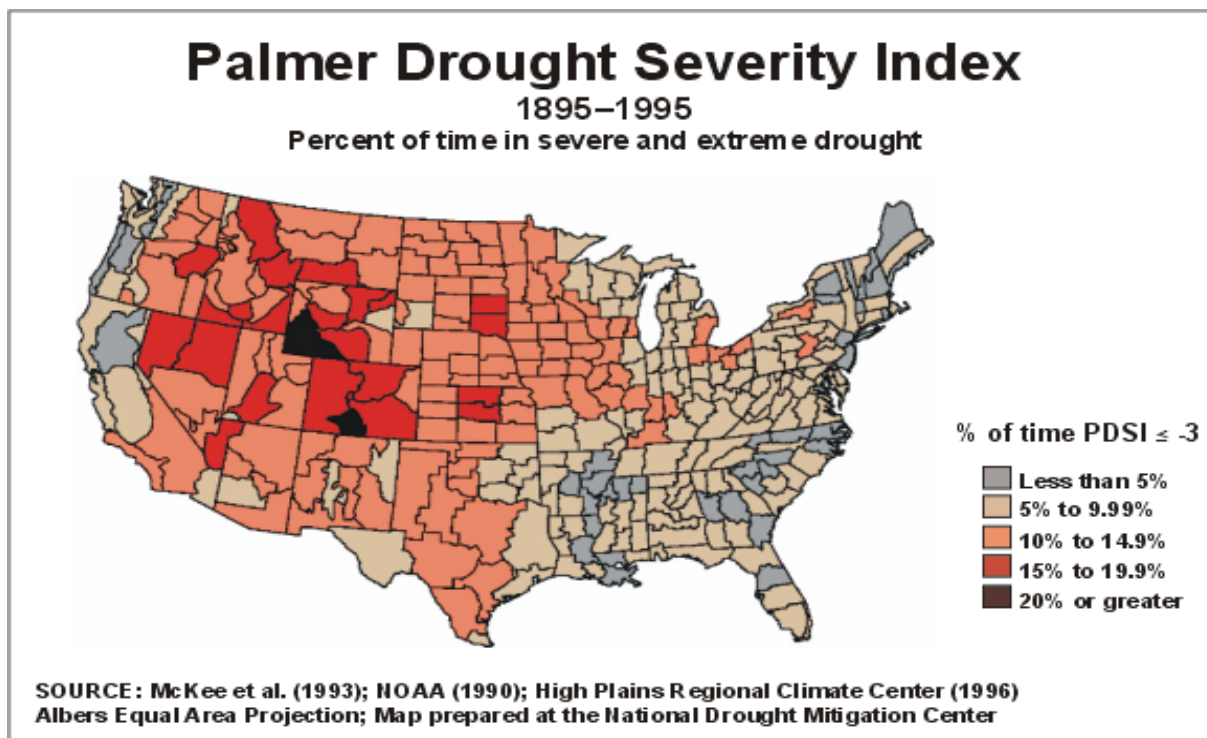 Palmer Drought Severity Index
1895–1995
Percent of time in severe and extreme drought
% of time PDSI ≤ -3
Less than 5%
5% to 9.99%
10% to 14.9%
15% to 19.9%
20% or greater
SOURCE: McKee et al. (1993); NOAA (1990); High Plains Regional Climate Center (1996)
Albers Equal Area Projection; Map prepared at the National Drought Mitigation Center